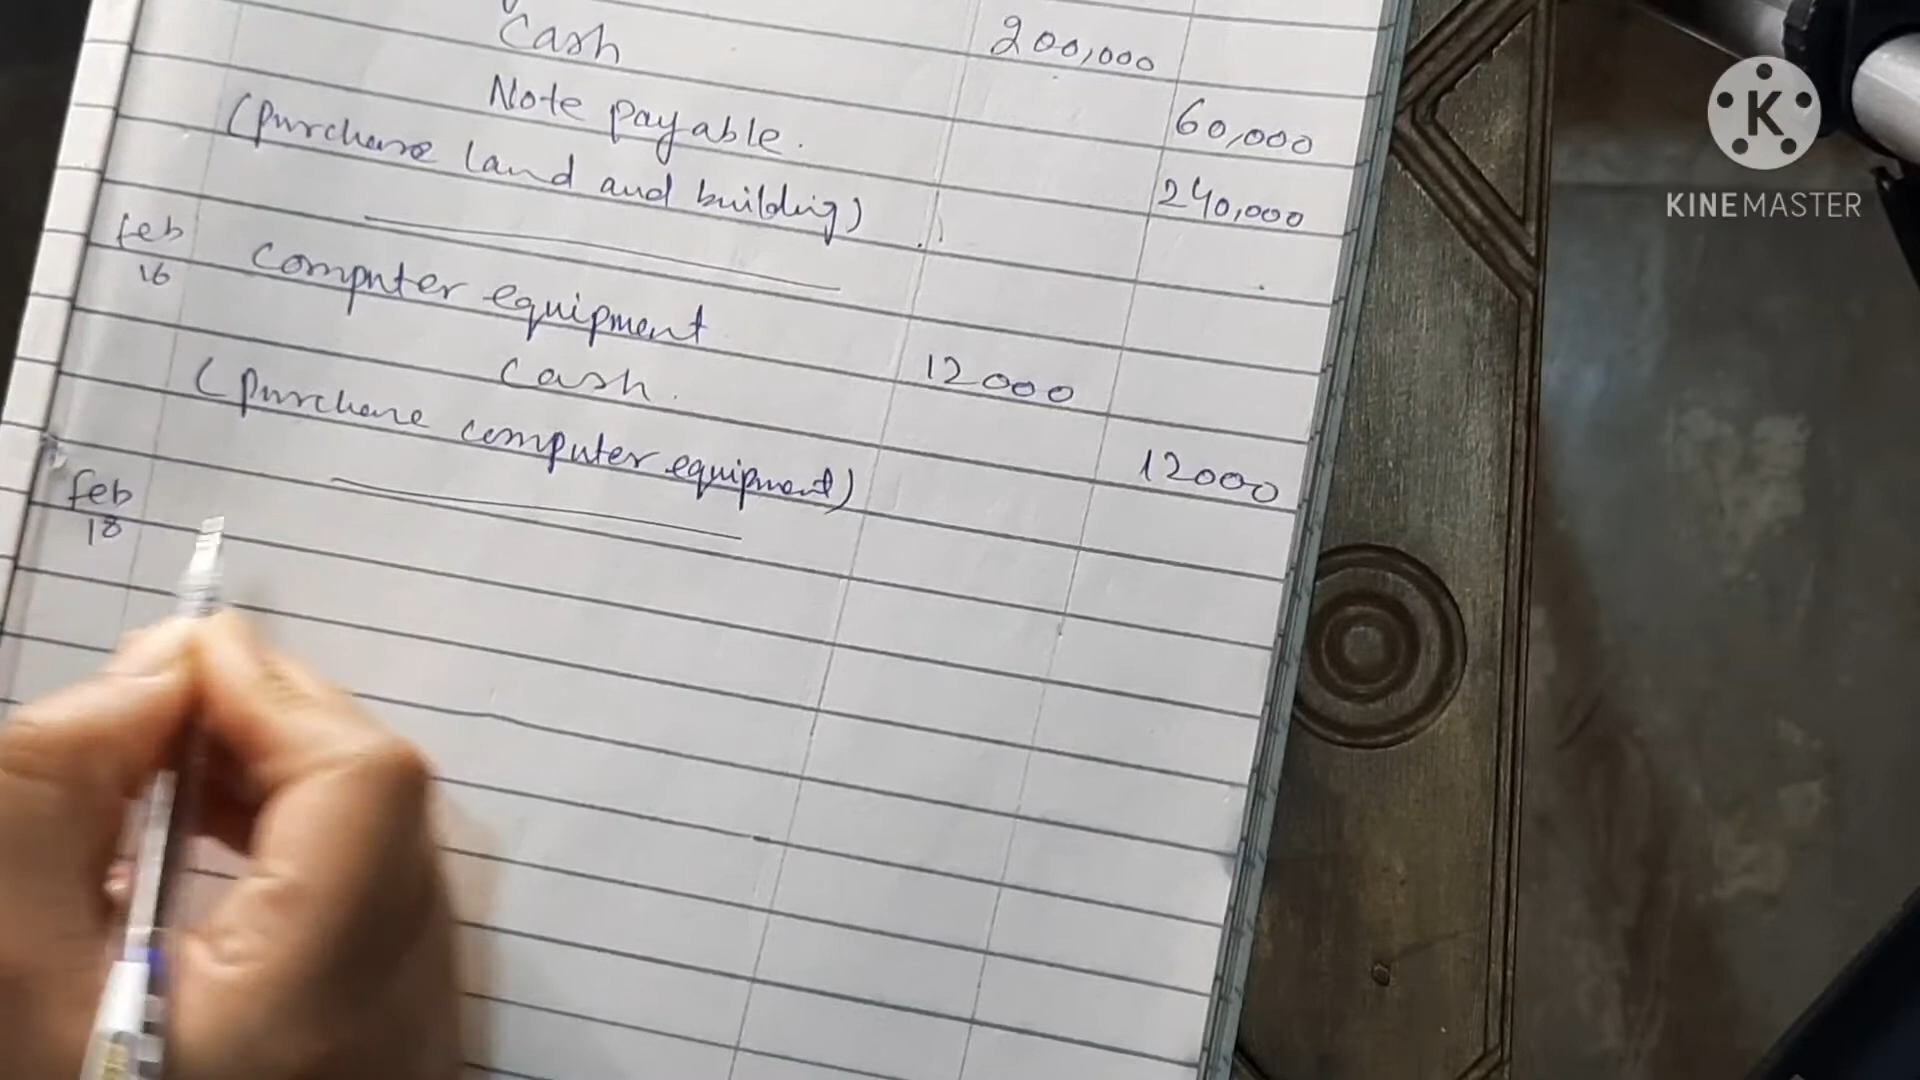 Cash 200,000
Note payable. 60,000
(purchase land and building) 240,000
feb Computer equipment
16
Cash. 12000
(purchase computer equipment) 12000
feb
18
K
KINEMASTER